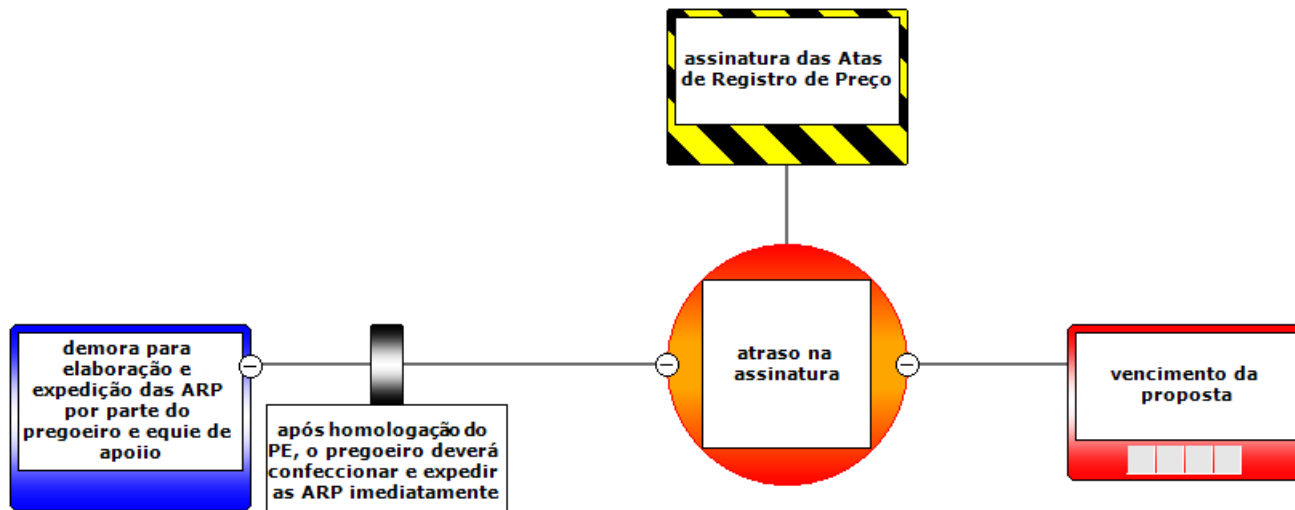 assinatura das Atas
de Registro de Preço
demora para
elaboração e
expedição das ARP
por parte do
pregoeiro e equie de
apoiio
após homologação do
PE, o pregoeiro deverá
confeccionar e expedir
as ARP imediatamente
atraso na
assinatura
vencimento da
proposta